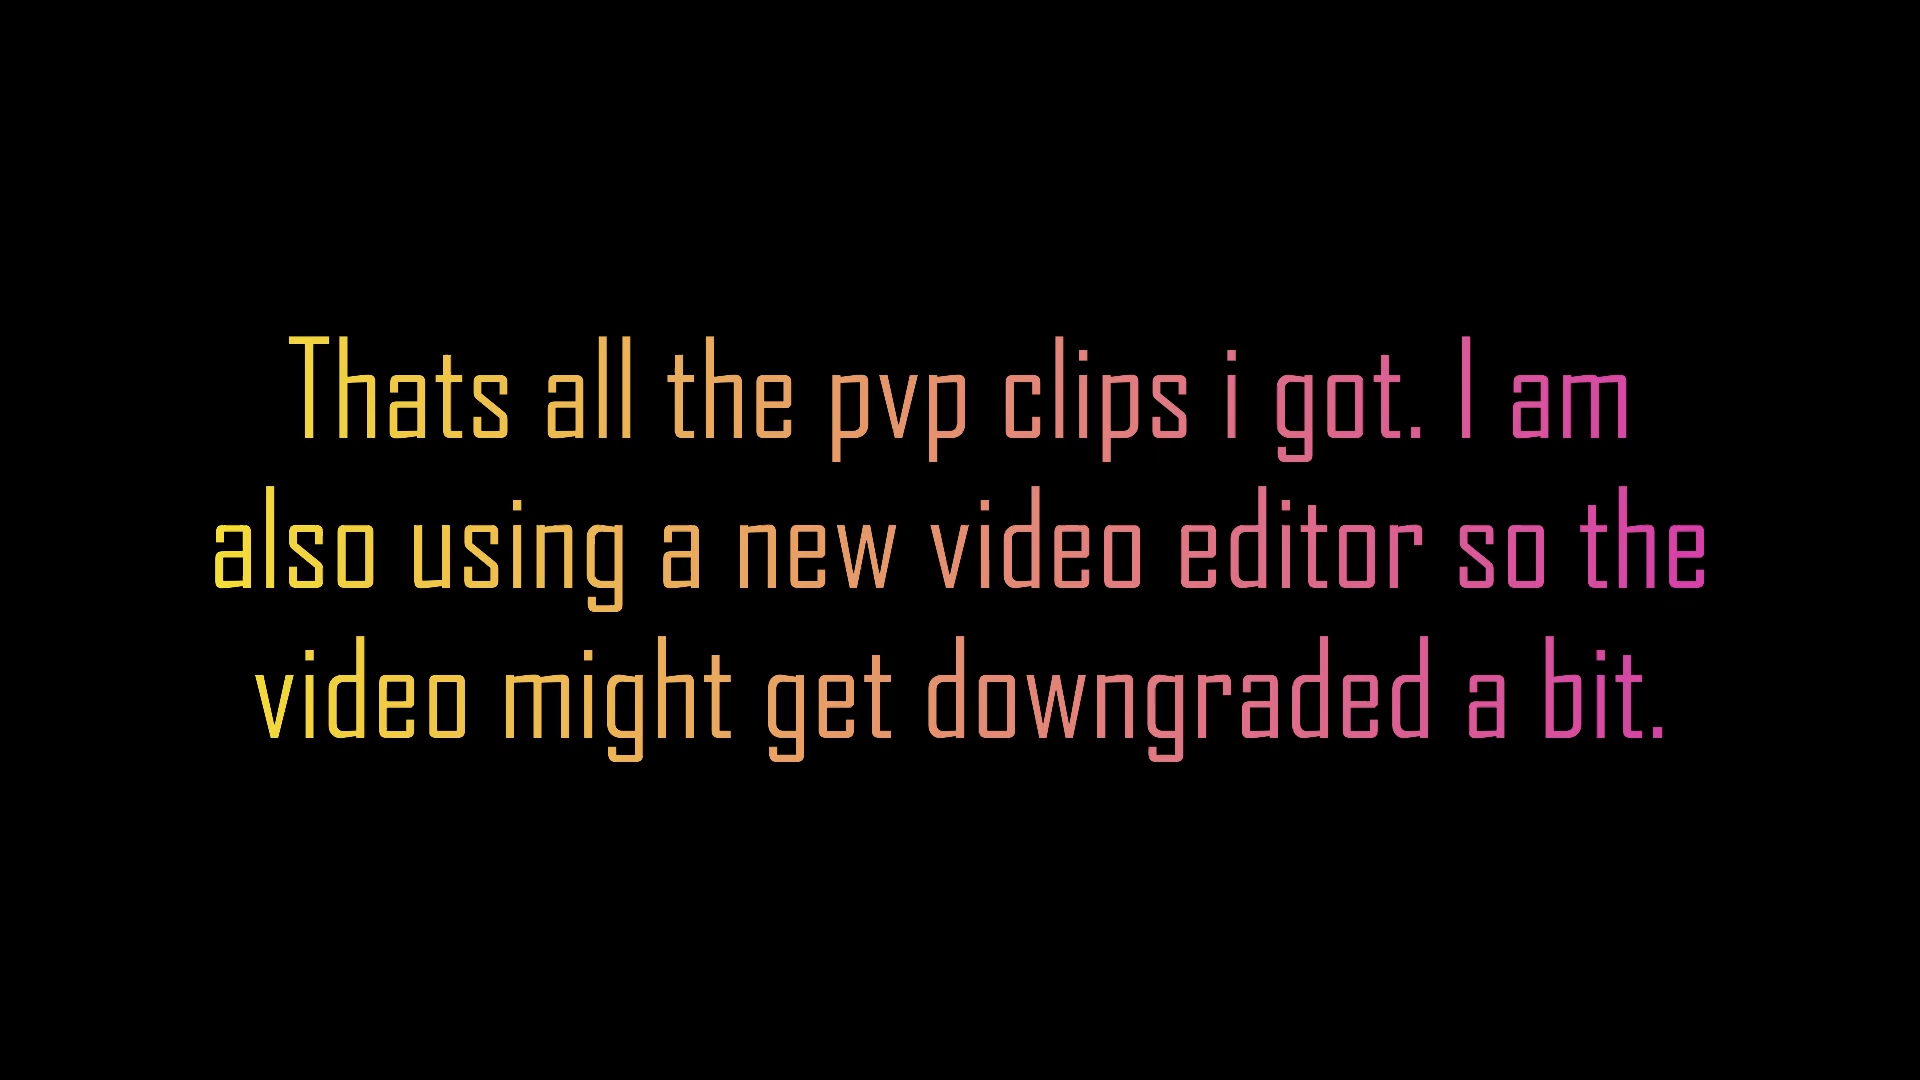 Thats all the pvp clips i got. I am
also using a new video editor so the
video might get downgraded a bit.